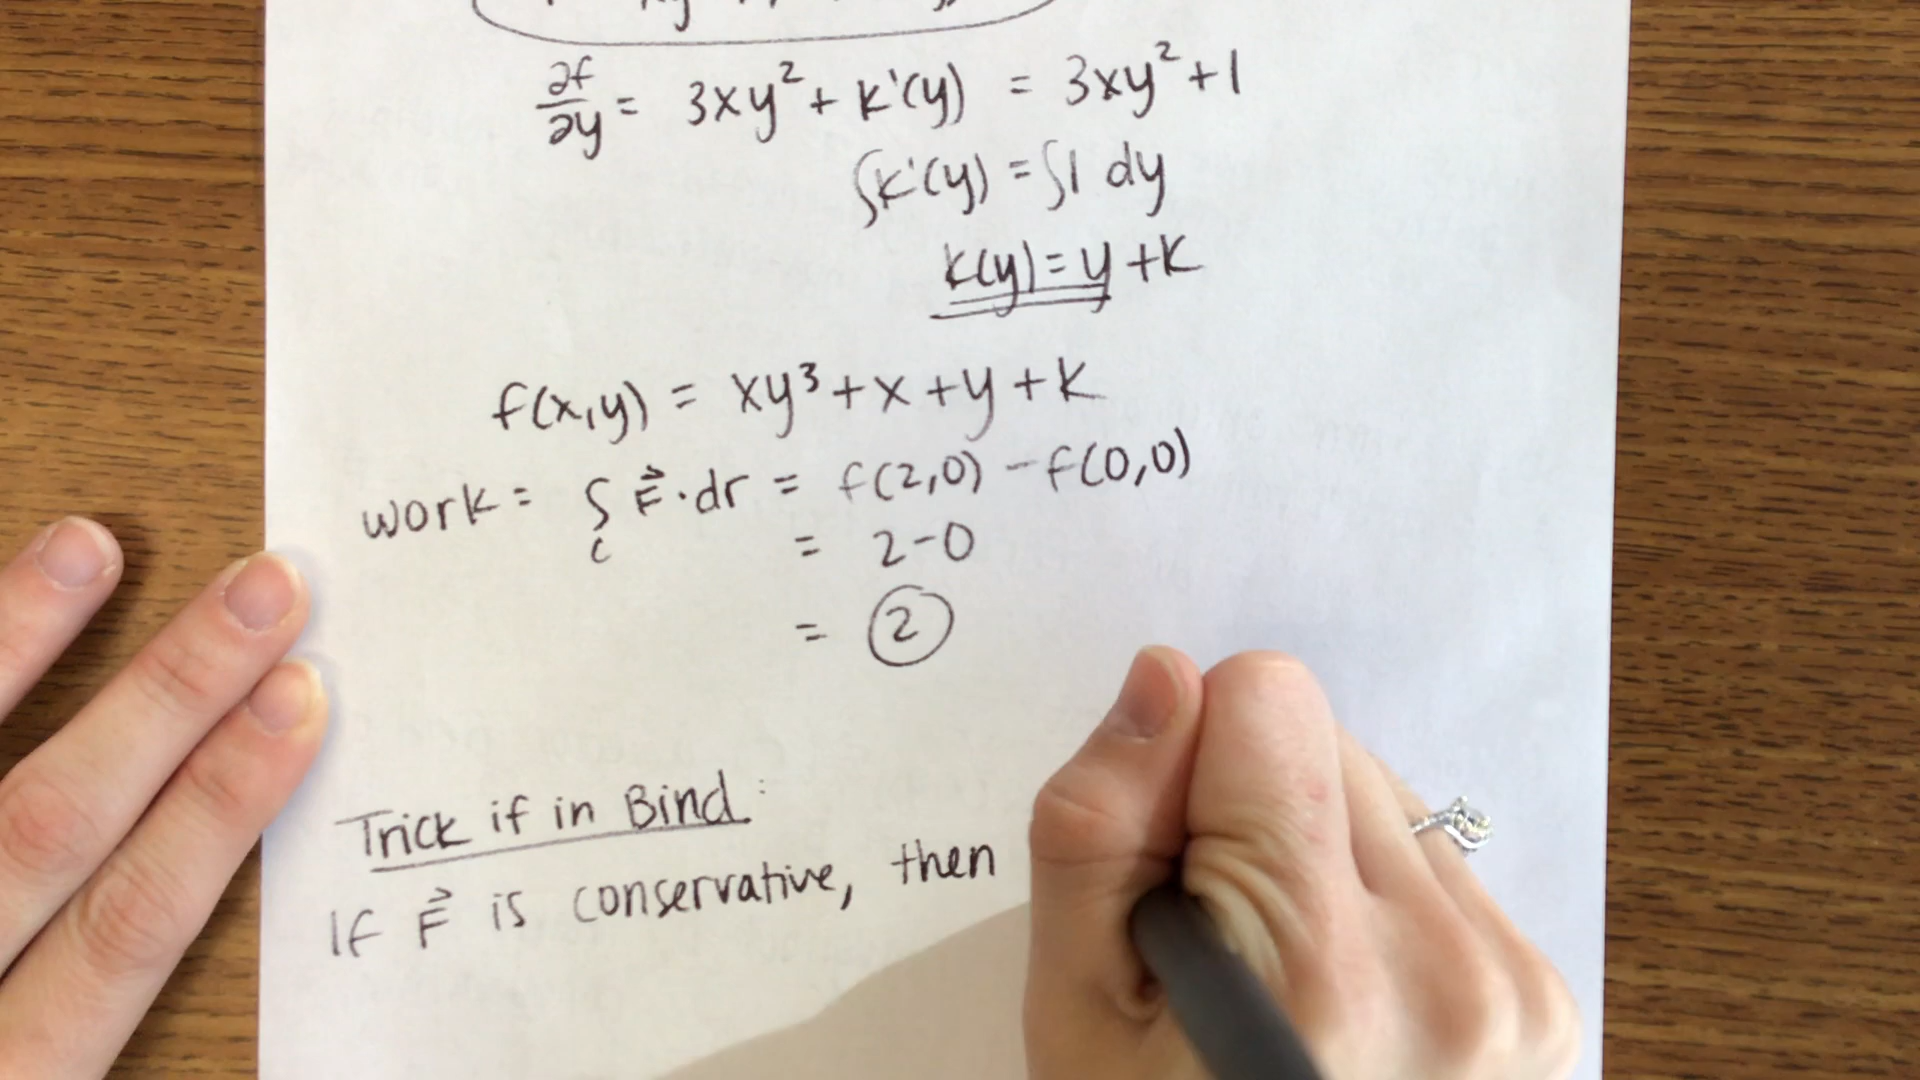 ∂f/∂y = 3xy² + k'(y) = 3xy² + 1
∫k'(y) = ∫1 dy
k(y) = y + K
f(x,y) = xy³ + x + y + K
work = ∫c F⃗ · dr = f(2,0) - f(0,0)
= 2 - 0
= 2
Trick if in Bind:
If F⃗ is conservative, then